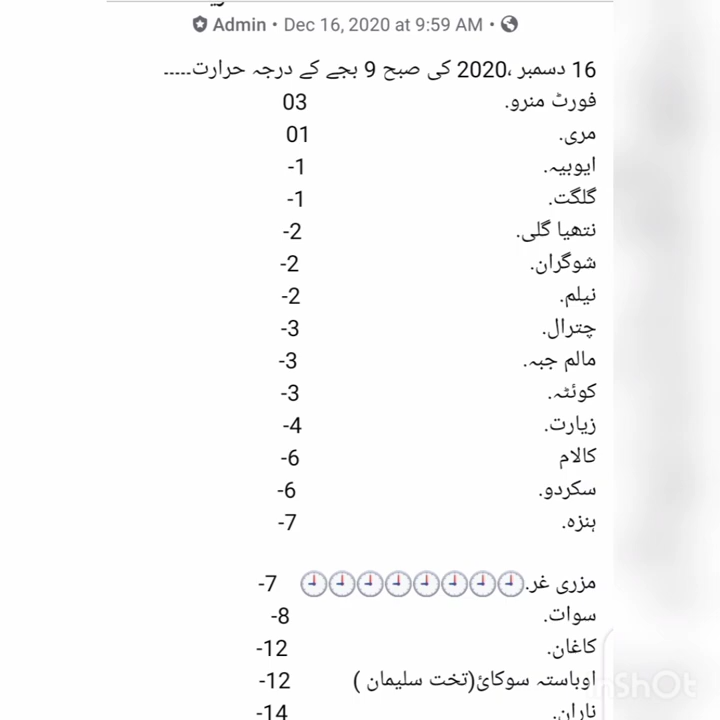 Admin • Dec 16, 2020 at 9:59 AM •
16 دسمبر ،2020 کی صبح 9 بجے کے درجہ حرارت-----
فورٹ منرو. 03
مری. 01
ایوبیہ. -1
گلگت. -1
نتھیا گلی. -2
شوگران. -2
نیلم. -2
چترال. -3
مالم جبہ. -3
کوئٹہ. -3
زیارت. -4
کالام -6
سکردو. -6
ہنزہ. -7
مزری غر.🕘🕘🕘🕘🕘🕘🕘🕘 -7
سوات. -8
کاغان. -12
اوباستہ سوکائ(تخت سلیمان ) -12
ناران. -14
nshOt